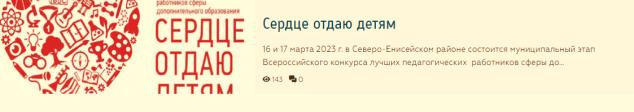 работников сферы
дополнительного образования
СЕРДЦЕ
ОТДАЮ
ДЕТЯМ
Сердце отдаю детям
16 и 17 марта 2023 г. в Северо-Енисейском районе состоится муниципальный этап
Всероссийского конкурса лучших педагогических работников сферы до...
143 0